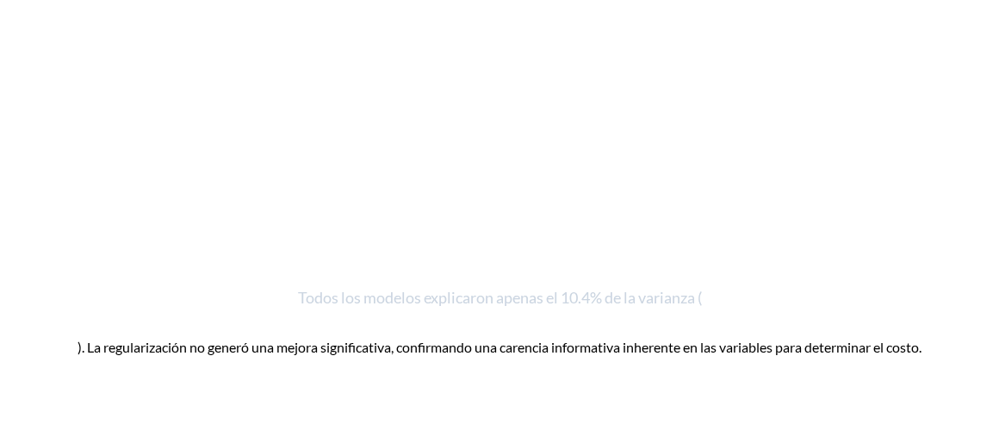 Todos los modelos explicaron apenas el 10.4% de la varianza (
). La regularización no generó una mejora significativa, confirmando una carencia informativa inherente en las variables para determinar el costo.